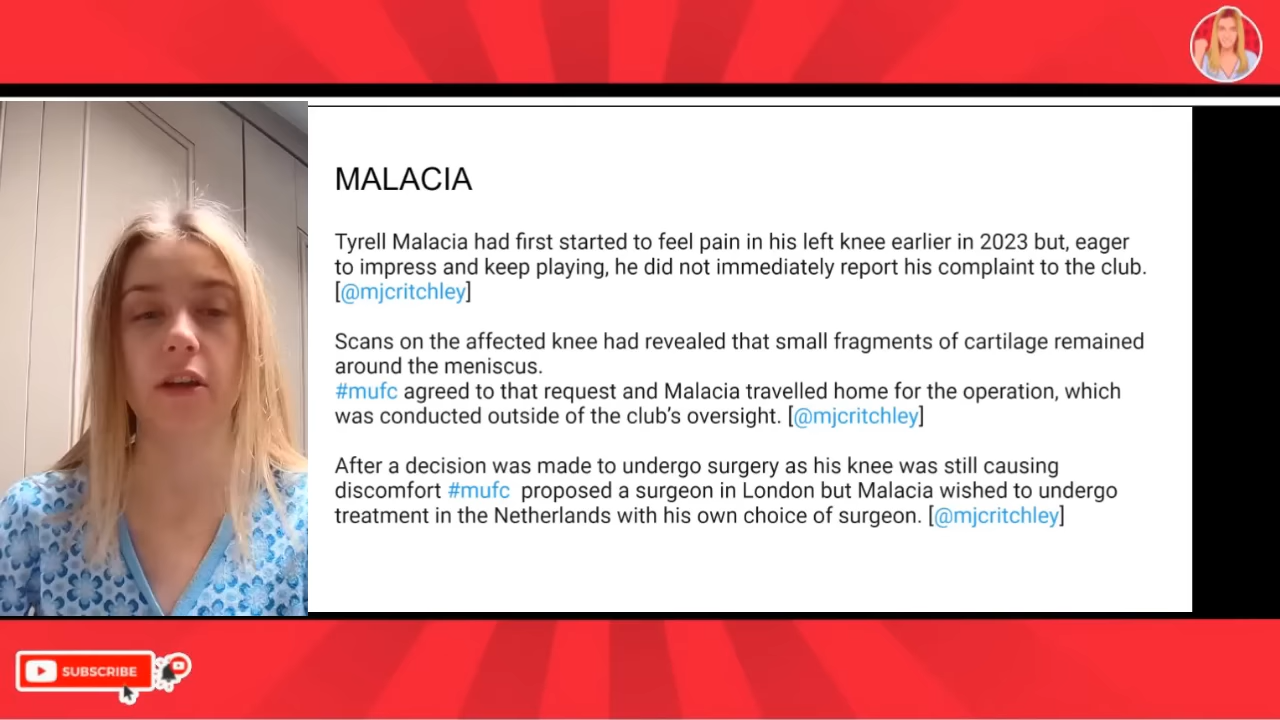 MALACIA
Tyrell Malacia had first started to feel pain in his left knee earlier in 2023 but, eager
to impress and keep playing, he did not immediately report his complaint to the club.
[@mjcritchley]
Scans on the affected knee had revealed that small fragments of cartilage remained
around the meniscus.
#mufc agreed to that request and Malacia travelled home for the operation, which
was conducted outside of the club’s oversight. [@mjcritchley]
After a decision was made to undergo surgery as his knee was still causing
discomfort #mufc  proposed a surgeon in London but Malacia wished to undergo
treatment in the Netherlands with his own choice of surgeon. [@mjcritchley]
SUBSCRIBE